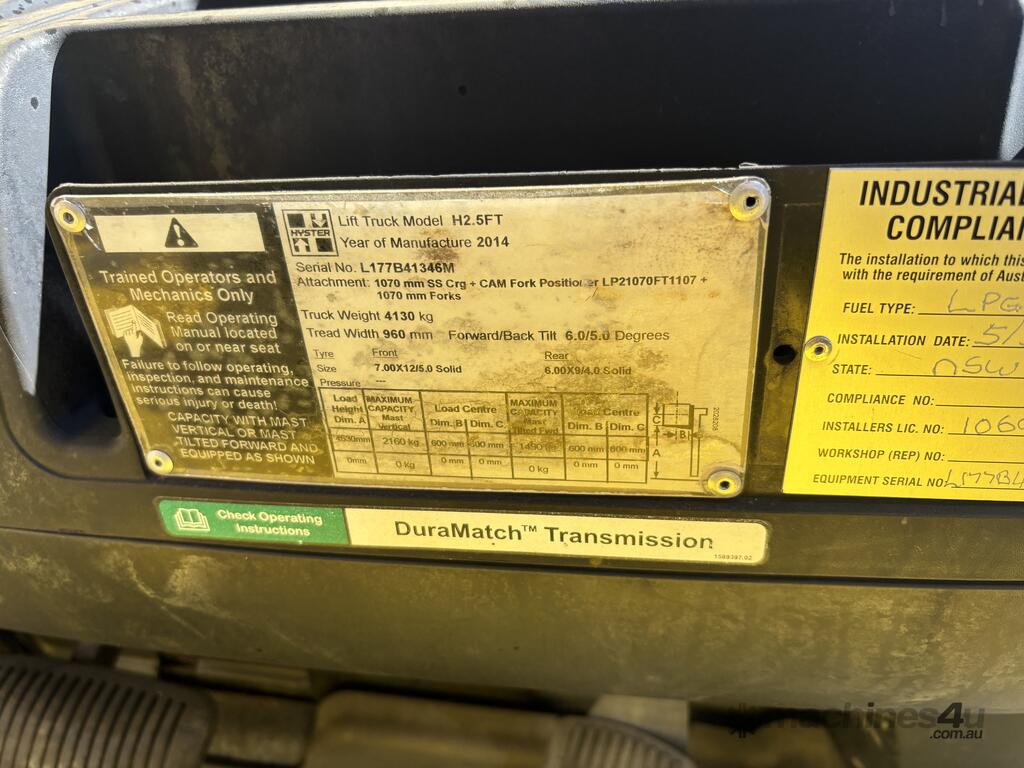 Trained Operators and
Mechanics Only
Read Operating
Manual located
on or near seat
Failure to follow operating,
inspection, and maintenance
instructions can cause
serious injury or death!
CAPACITY WITH MAST
VERTICAL OR MAST
TILTED FORWARD AND
EQUIPPED AS SHOWN
HYSTER
Lift Truck Model H2.5FT
Year of Manufacture 2014
Serial No. L177B41346M
Attachment: 1070 mm SS Crg + CAM Fork Positioner LP21070FT1107 +
1070 mm Forks
Truck Weight 4130 kg
Tread Width 960 mm Forward/Back Tilt 6.0/5.0 Degrees
Tyre Front Rear
Size 7.00X12/5.0 Solid 6.00X9/4.0 Solid
Pressure ---
Load Height Dim. A MAXIMUM CAPACITY, Mast Vertical Load Centre Dim. B Dim. C MAXIMUM CAPACITY Mast Tilted Fwd Load Centre Dim. B Dim. C
4530mm 2160 kg 600 mm 600 mm 1490 kg 600 mm 600 mm
0mm 0 kg 0 mm 0 mm 0 kg 0 mm 0 mm
C
B
A
Check Operating
Instructions
DuraMatch™ Transmission
1589397.02
INDUSTRIAL
COMPLIAN
The installation to which this
with the requirement of Aust
FUEL TYPE: LPG
INSTALLATION DATE: 5/
STATE: NSW
COMPLIANCE NO:
INSTALLERS LIC. NO: 106
WORKSHOP (REP) NO:
EQUIPMENT SERIAL NO: L177B4
machines4u
.com.au